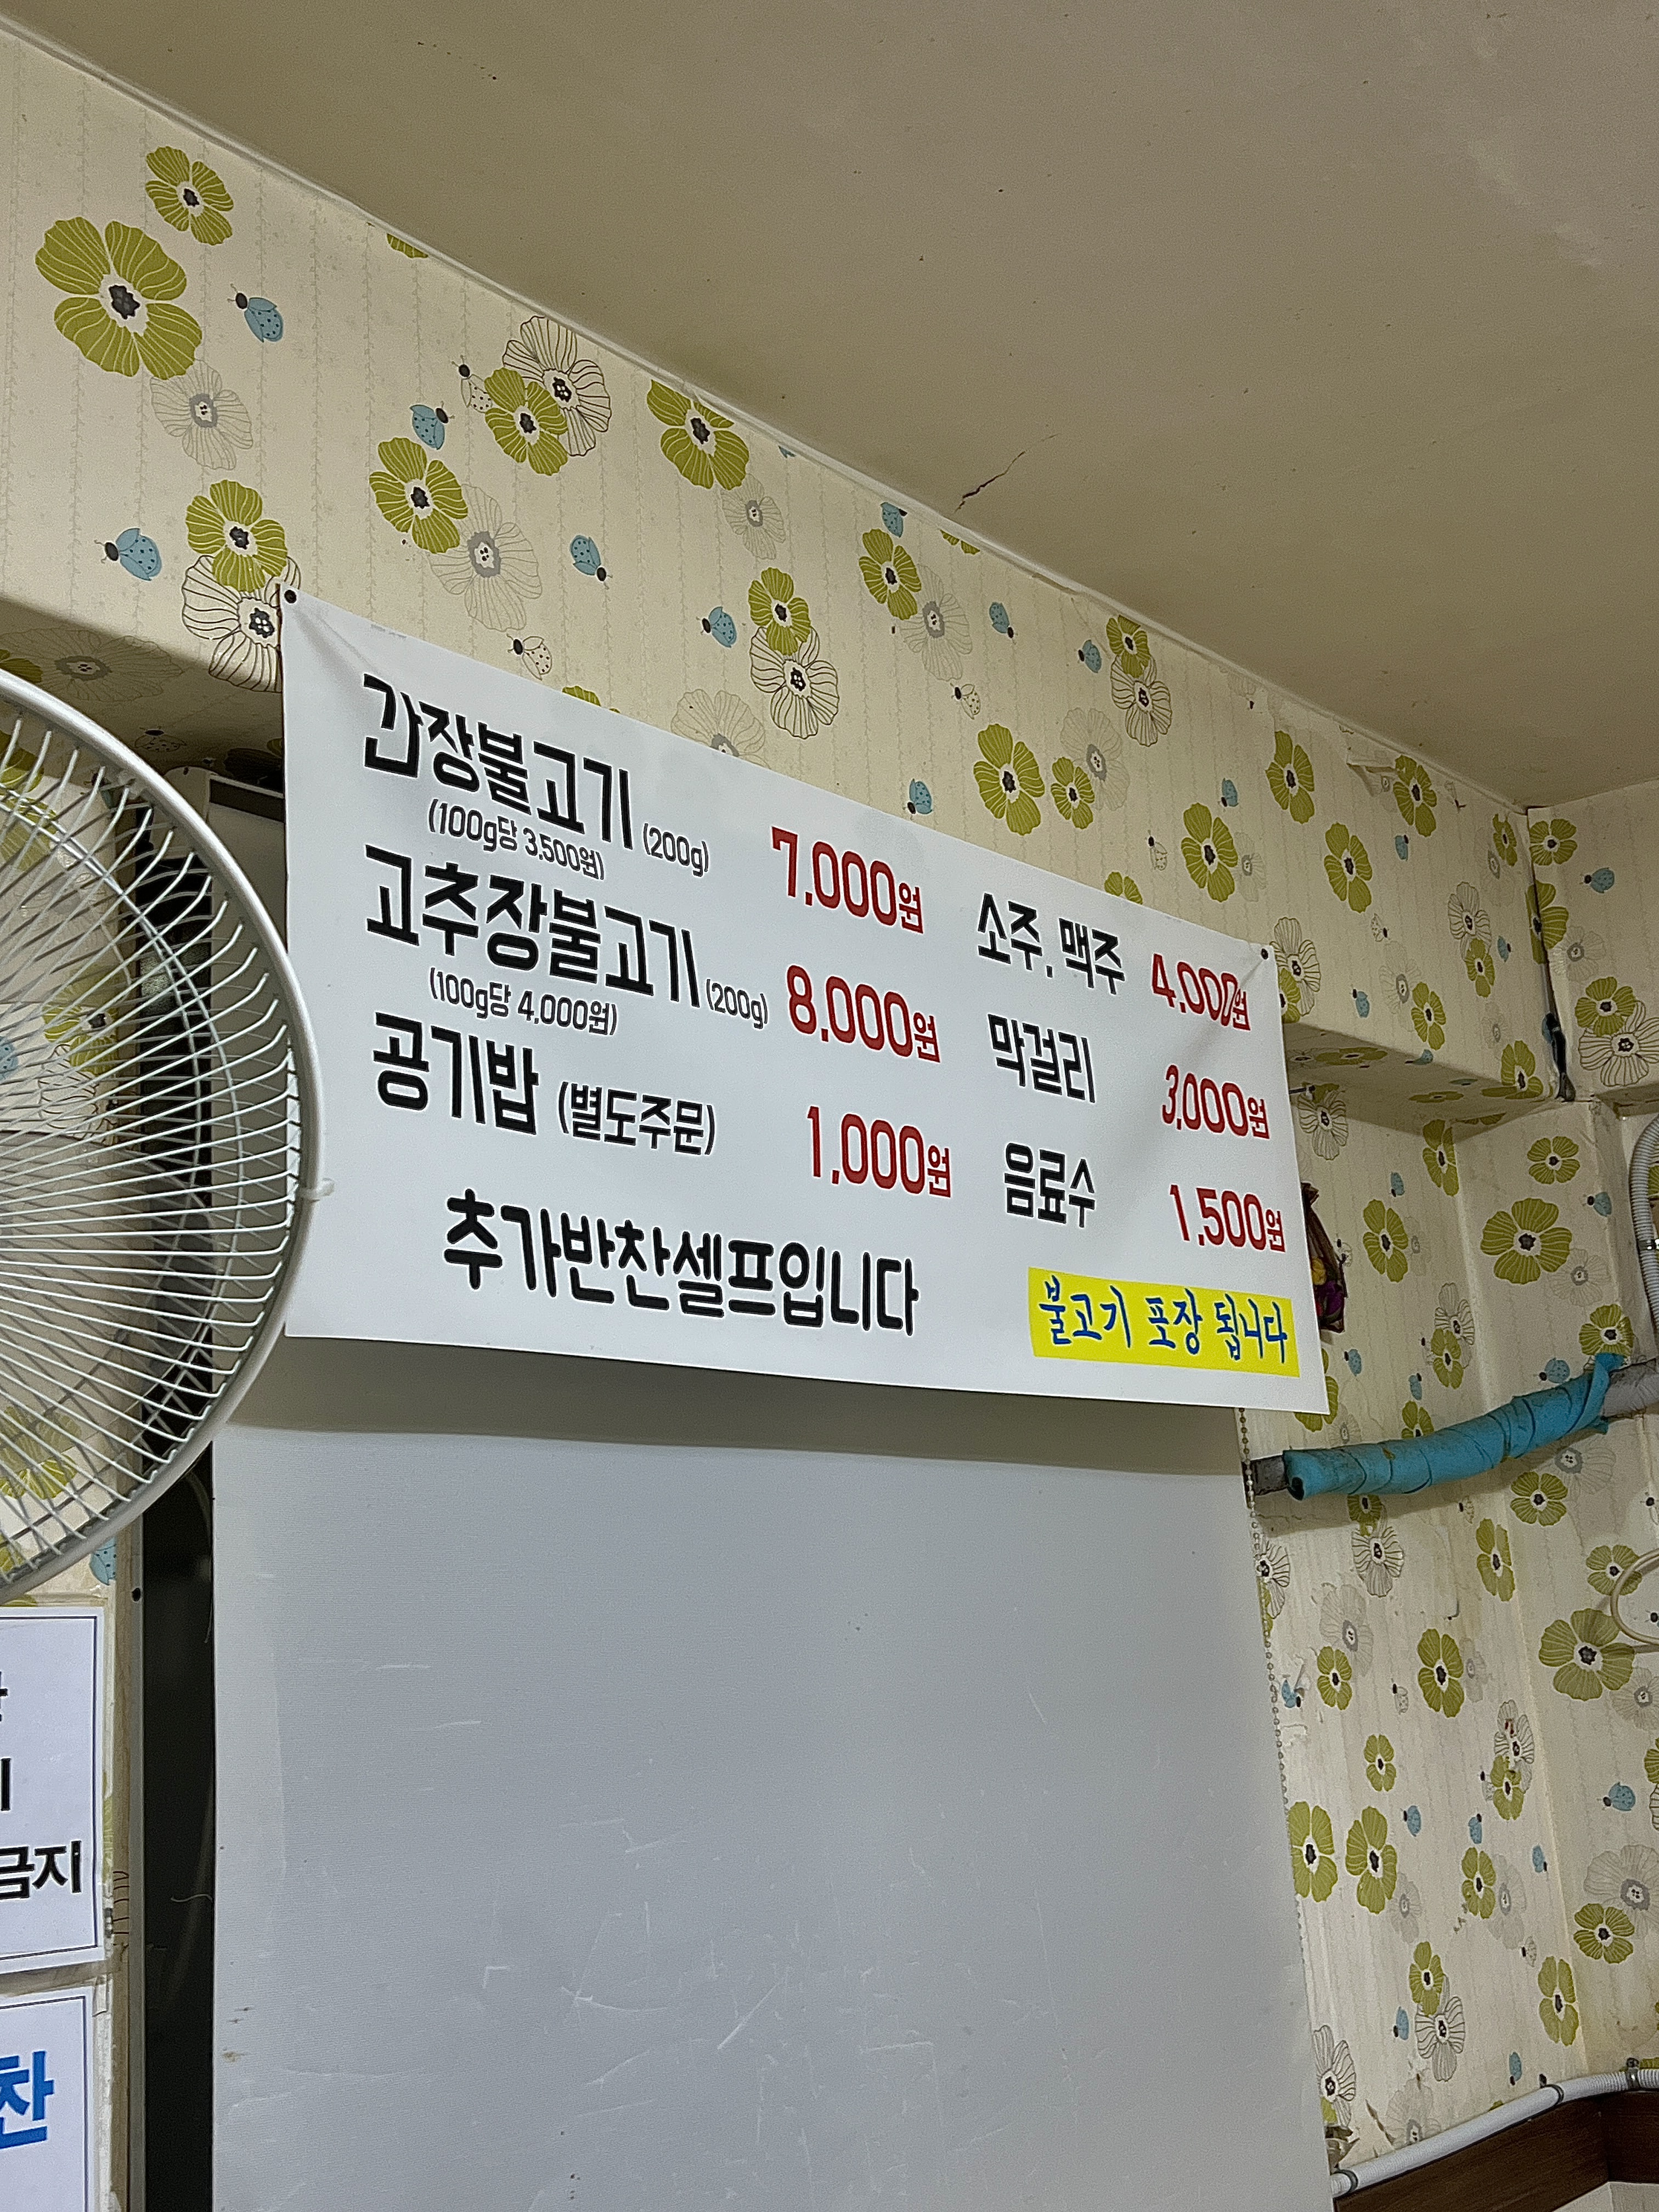 간장불고기 (200g) 7,000원
(100g당 3,500원)
고추장불고기 (200g) 8,000원
(100g당 4,000원)
공기밥 (별도주문) 1,000원
소주. 맥주 4,000원
막걸리 3,000원
음료수 1,500원
추가반찬셀프입니다
불고기 포장 됩니다
금지
찬